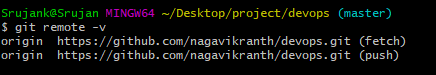 Srujank@Srujan MINGW64 ~/Desktop/project/devops (master)
$ git remote -v
origin  https://github.com/nagavikranth/devops.git (fetch)
origin  https://github.com/nagavikranth/devops.git (push)